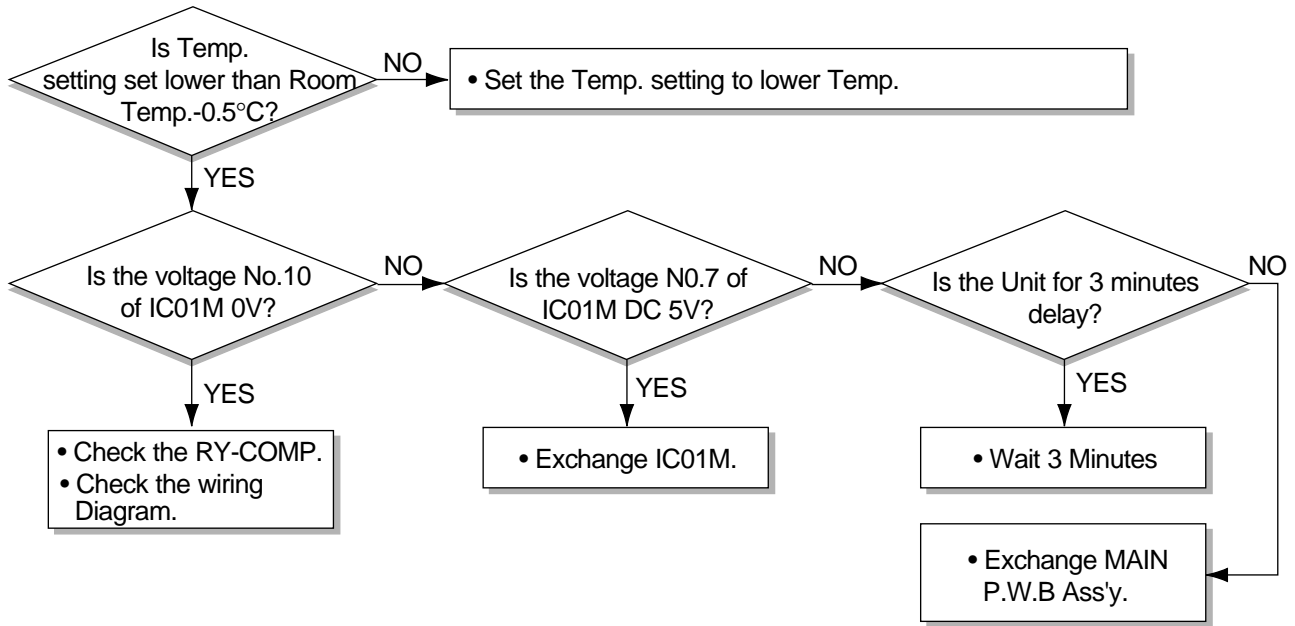 Is Temp.
setting set lower than Room
Temp.-0.5°C?
NO
• Set the Temp. setting to lower Temp.
YES
Is the voltage No.10
of IC01M 0V?
NO
Is the voltage N0.7 of
IC01M DC 5V?
NO
Is the Unit for 3 minutes
delay?
NO
YES
YES
YES
• Check the RY-COMP.
• Check the wiring
Diagram.
• Exchange IC01M.
• Wait 3 Minutes
• Exchange MAIN
P.W.B Ass'y.